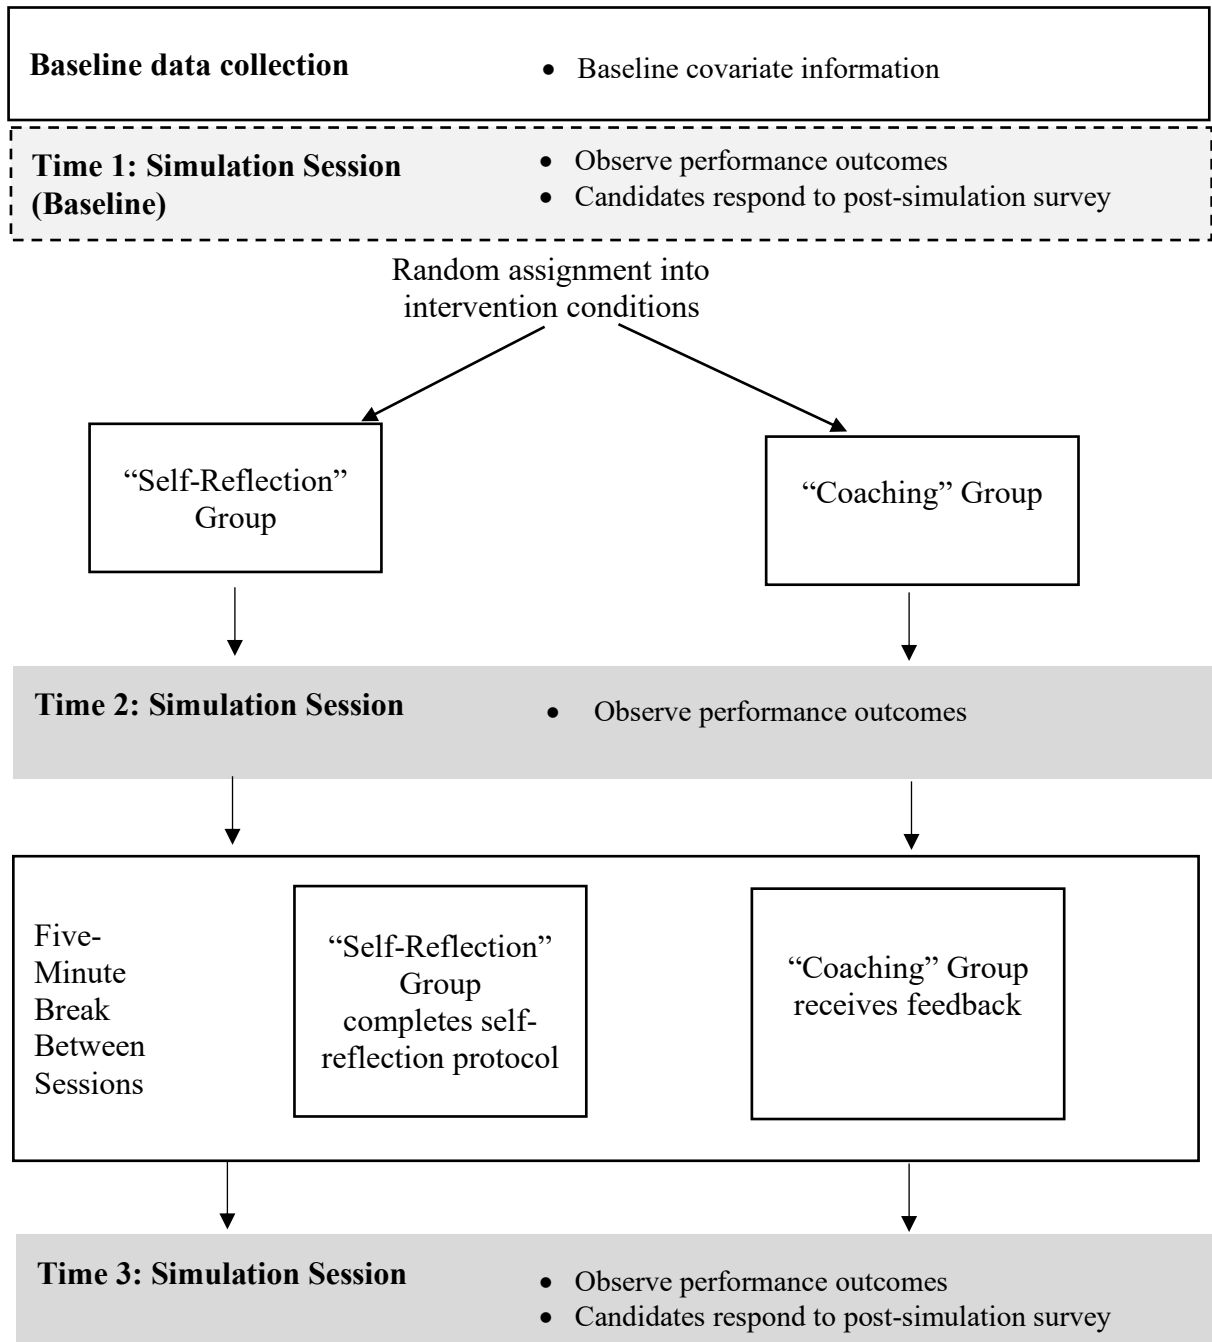 Baseline data collection
• Baseline covariate information
Time 1: Simulation Session
(Baseline)
• Observe performance outcomes
• Candidates respond to post-simulation survey
Random assignment into
intervention conditions
“Self-Reflection”
Group
“Coaching” Group
Time 2: Simulation Session
• Observe performance outcomes
Five-
Minute
Break
Between
Sessions
“Self-Reflection”
Group
completes self-
reflection protocol
“Coaching” Group
receives feedback
Time 3: Simulation Session
• Observe performance outcomes
• Candidates respond to post-simulation survey